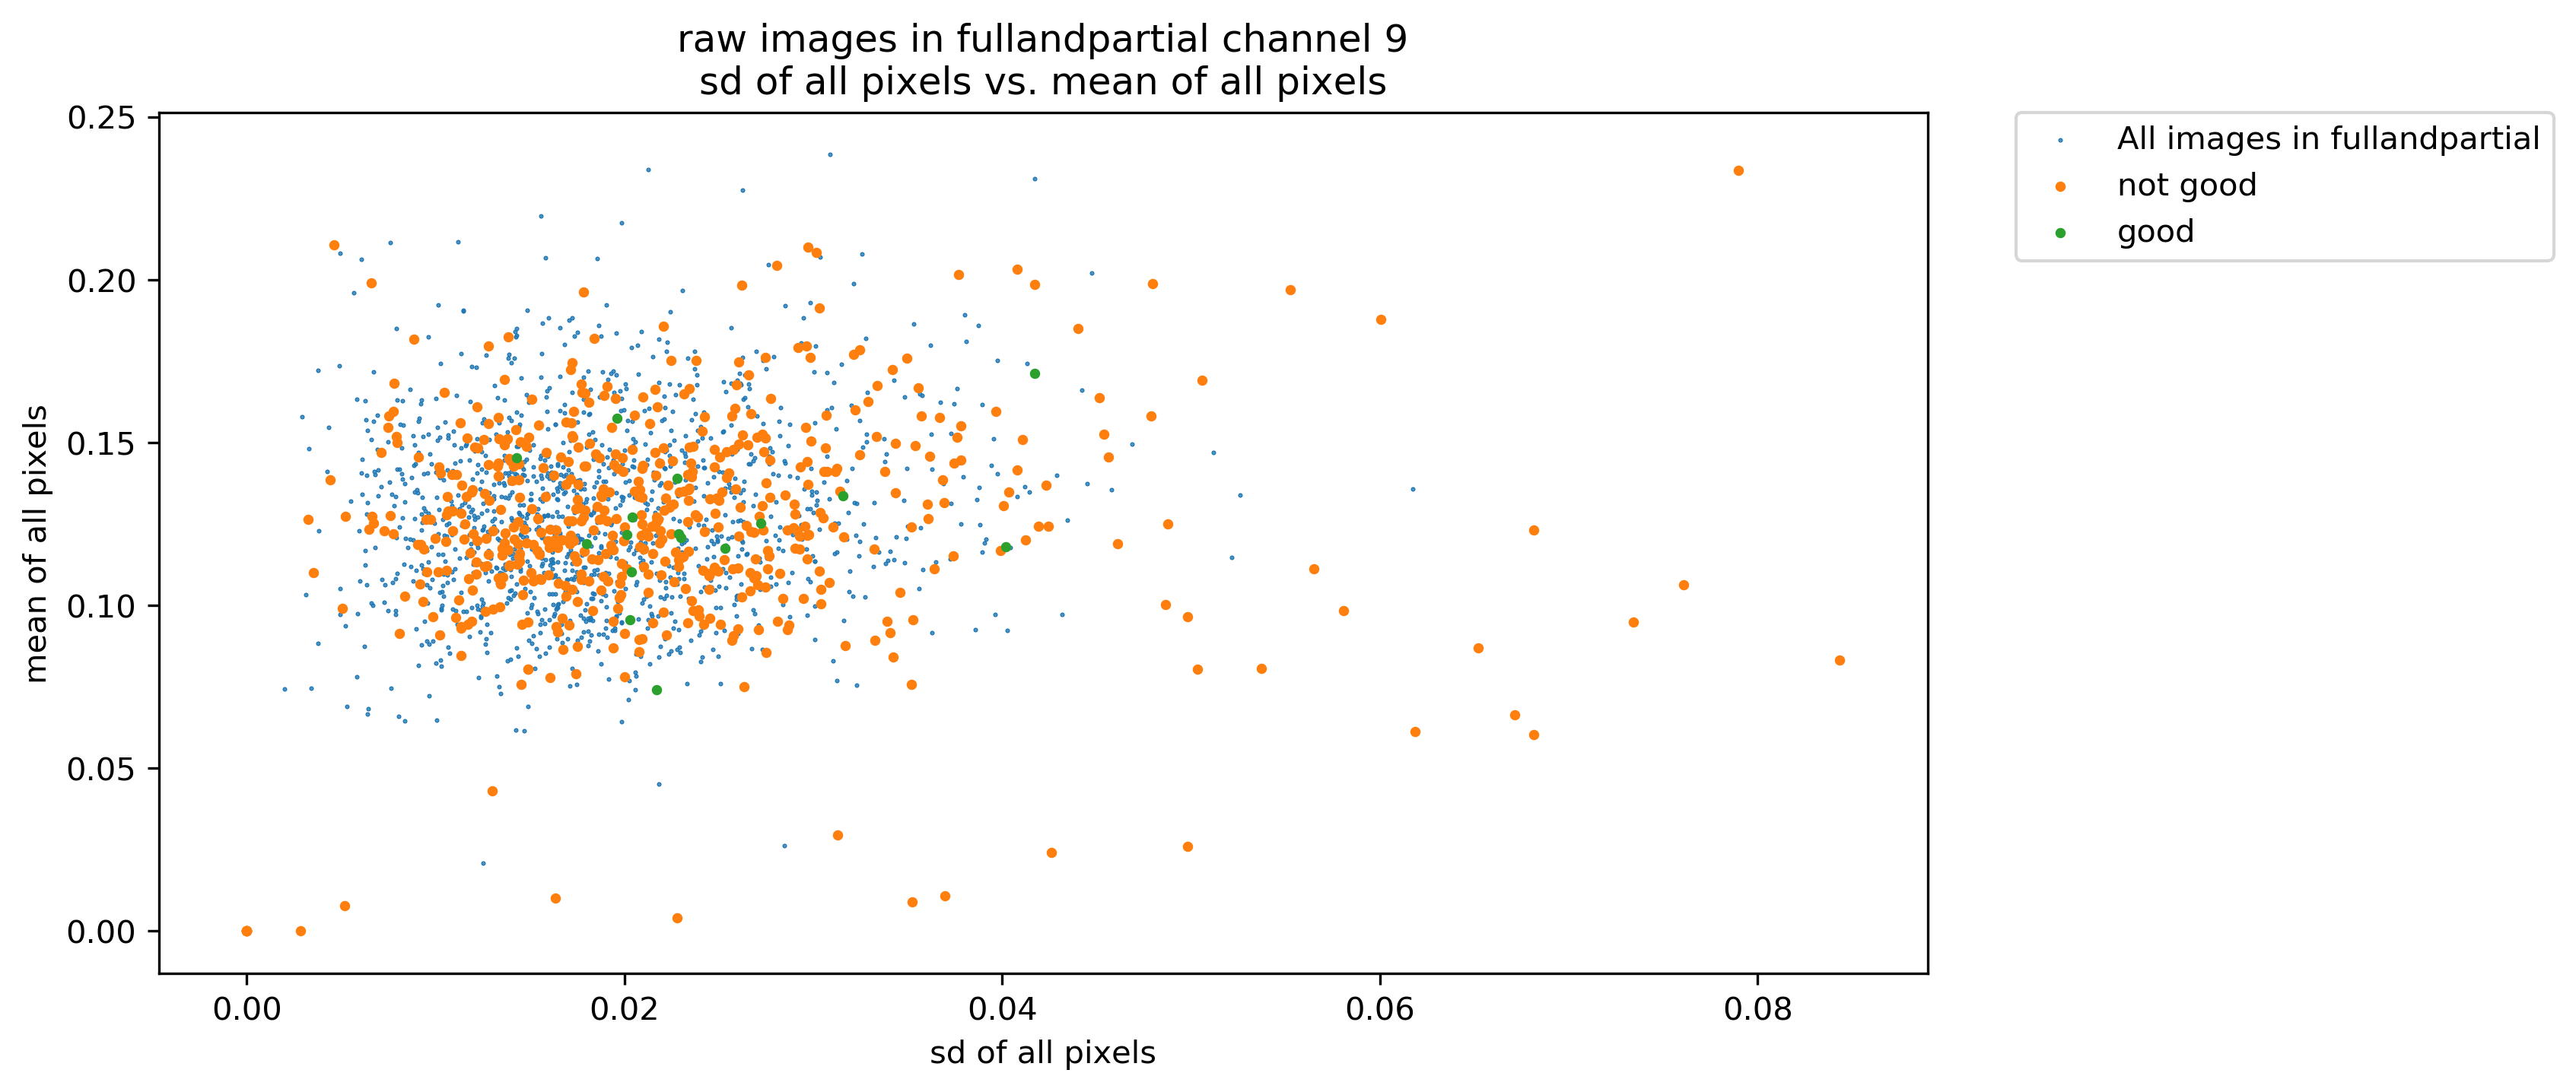 raw images in fullandpartial channel 9
sd of all pixels vs. mean of all pixels
0.25
0.20
0.15
0.10
0.05
0.00
mean of all pixels
0.00
0.02
0.04
0.06
0.08
sd of all pixels
All images in fullandpartial
not good
good